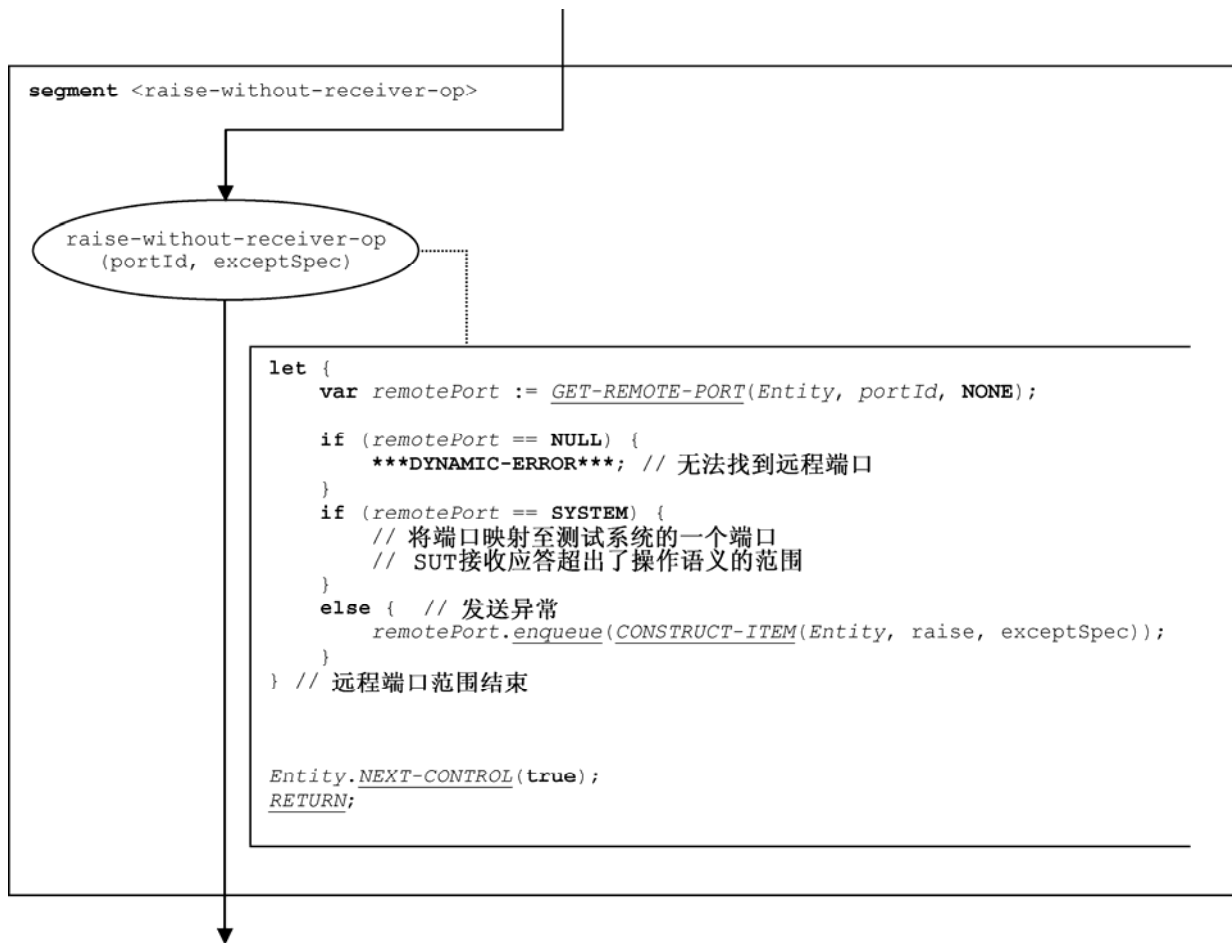 segment <raise-without-receiver-op>
raise-without-receiver-op
(portId, exceptSpec)
let {
var remotePort := GET-REMOTE-PORT(Entity, portId, NONE);
if (remotePort == NULL) {
***DYNAMIC-ERROR***; // 无法找到远程端口
}
if (remotePort == SYSTEM) {
// 将端口映射至测试系统的一个端口
// SUT接收应答超出了操作语义的范围
}
else { // 发送异常
remotePort.enqueue(CONSTRUCT-ITEM(Entity, raise, exceptSpec));
}
} // 远程端口范围结束
Entity.NEXT-CONTROL(true);
RETURN;